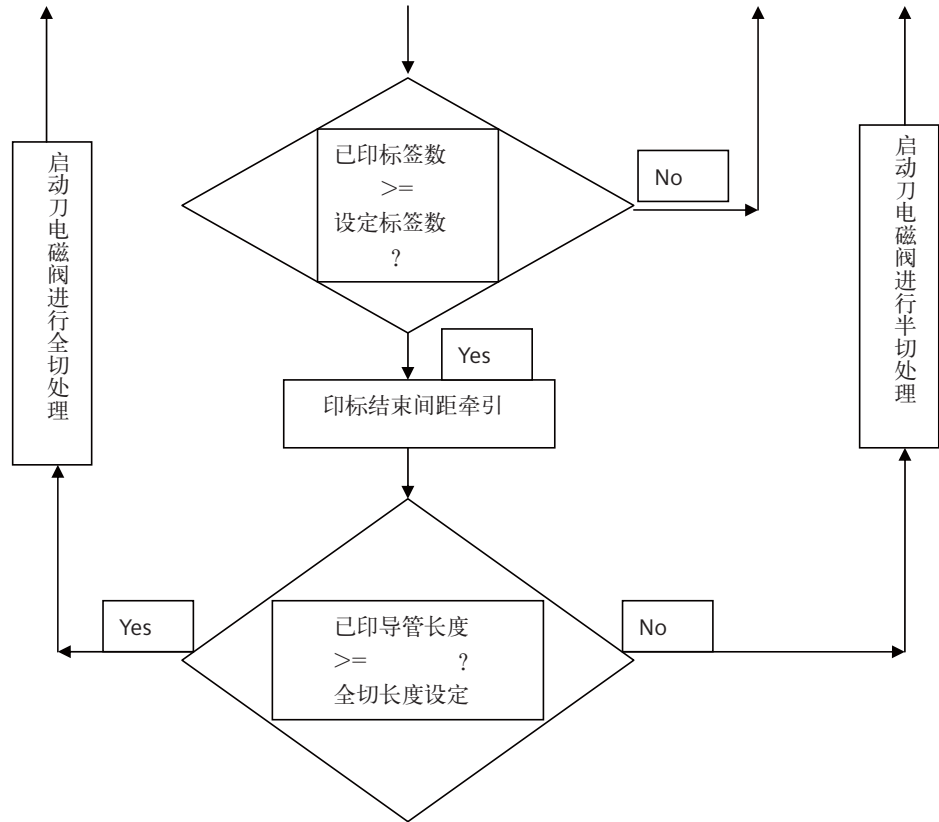 启动刀电磁阀进行全切处理
已印标签数
>=
设定标签数
?
No
启动刀电磁阀进行半切处理
Yes
印标结束间距牵引
Yes
已印导管长度
>= ?
全切长度设定
No